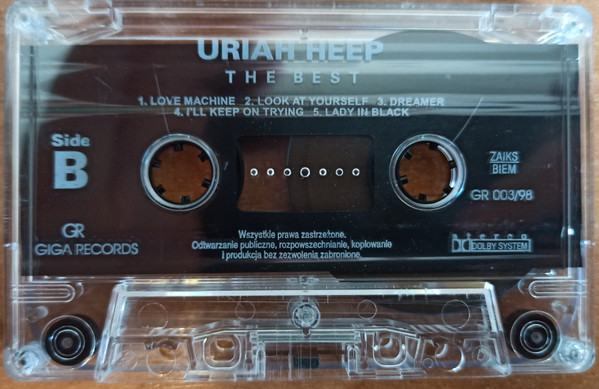 URIAH HEEP
THE BEST
1. LOVE MACHINE 2. LOOK AT YOURSELF 3. DREAMER
4. I'LL KEEP ON TRYING 5. LADY IN BLACK
Side
B
ZAIKS
BIEM
GR 003/98
GR
GIGA RECORDS
Wszystkie prawa zastrzeżone.
Odtwarzanie publiczne, rozpowszechnianie, kopiowanie
i produkcja bez zezwolenia zabronione.
stereo
DOLBY SYSTEM